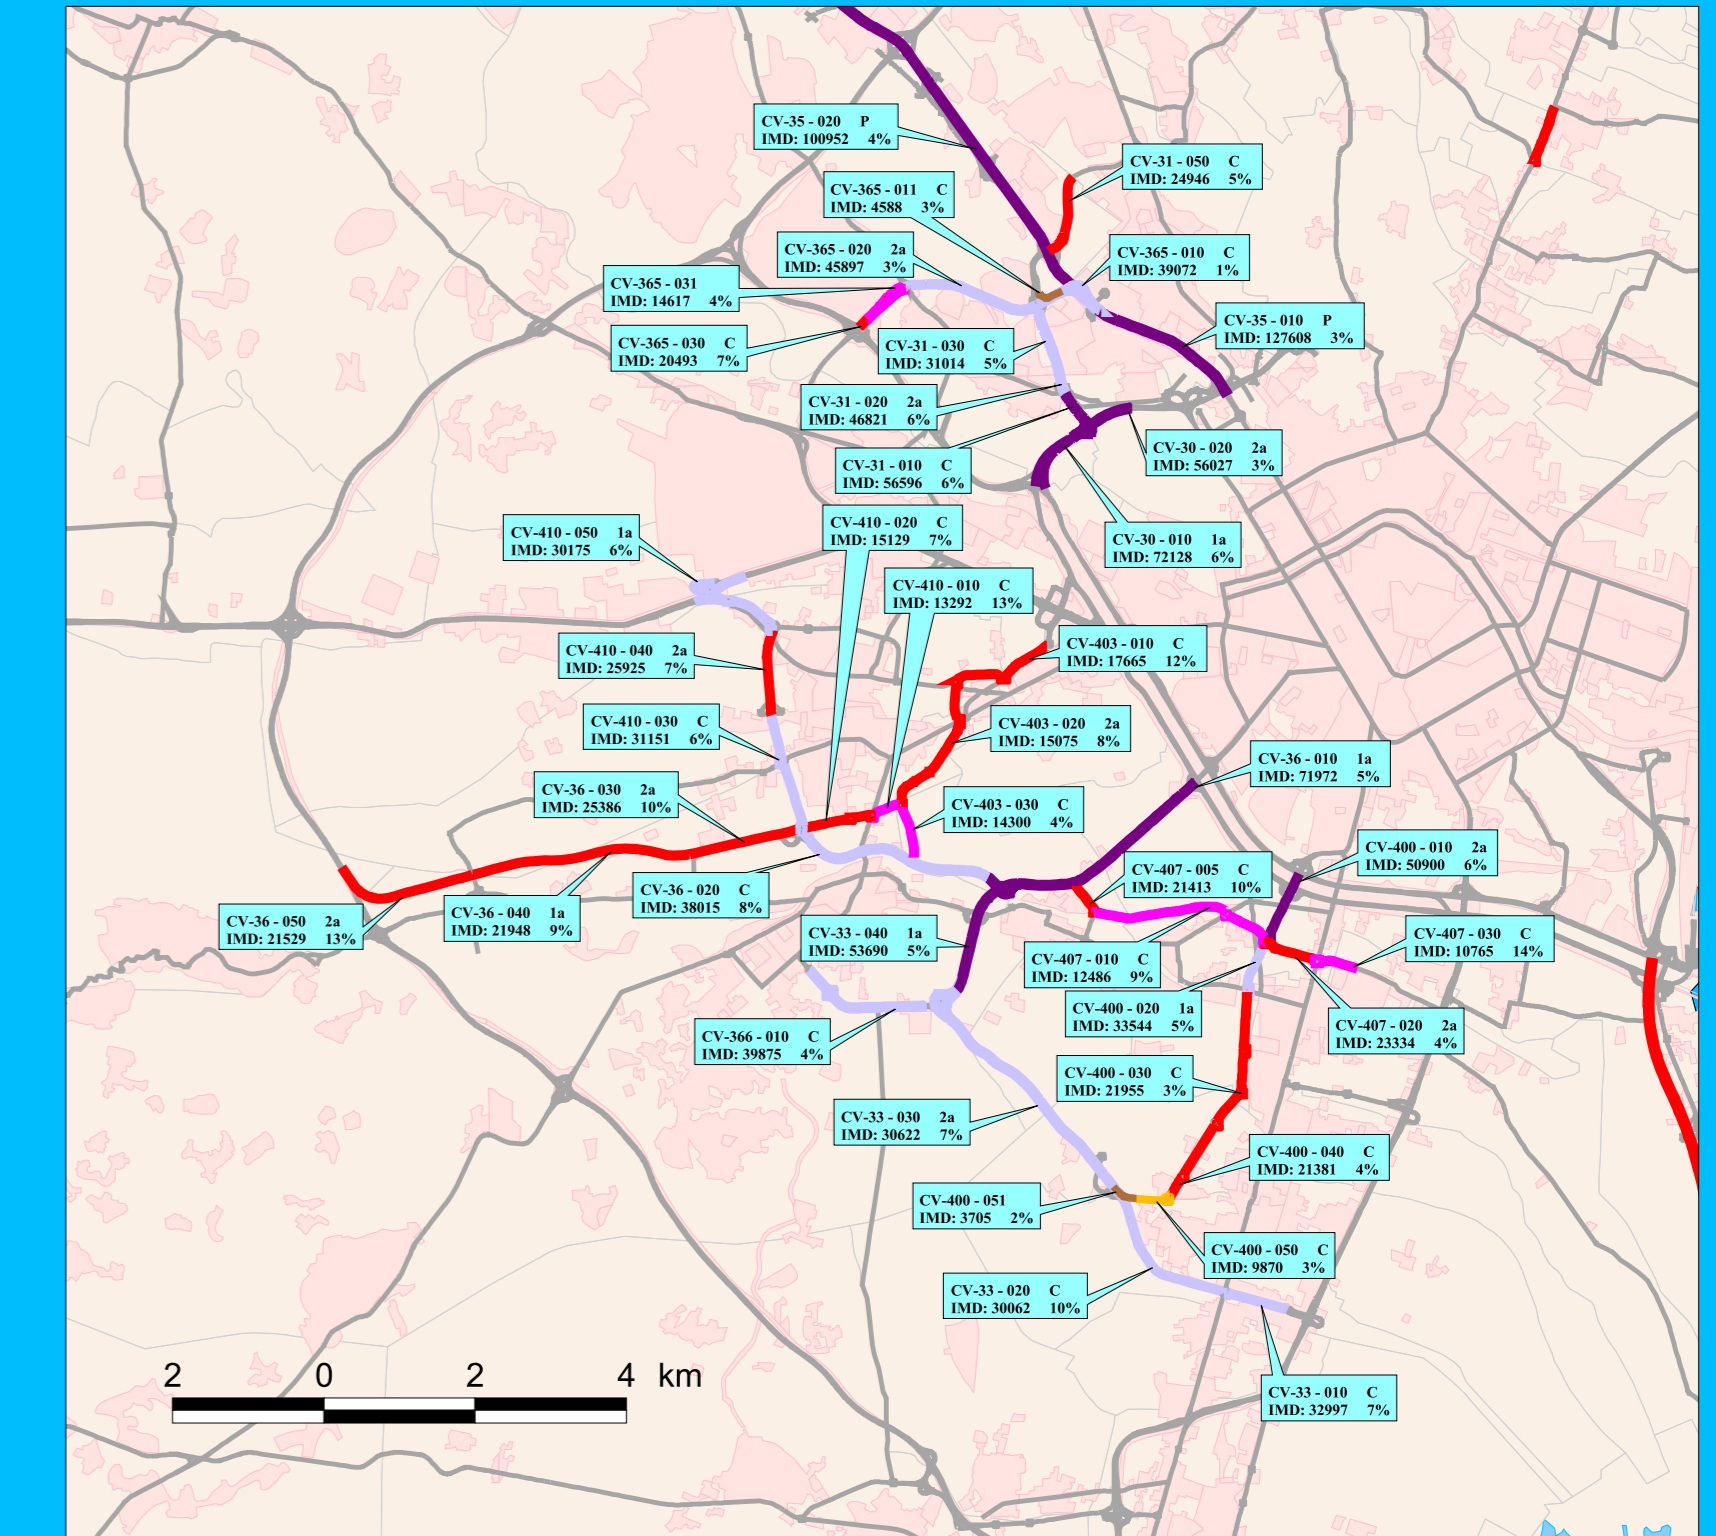 CV-35 - 020 P
IMD: 100952 4%
CV-31 - 050 C
IMD: 24946 5%
CV-365 - 011 C
IMD: 4588 3%
CV-365 - 020 2a
IMD: 45897 3%
CV-365 - 010 C
IMD: 39072 1%
CV-365 - 031
IMD: 14617 4%
CV-35 - 010 P
IMD: 127608 3%
CV-365 - 030 C
IMD: 20493 7%
CV-31 - 030 C
IMD: 31014 5%
CV-31 - 020 2a
IMD: 46821 6%
CV-30 - 020 2a
IMD: 56027 3%
CV-31 - 010 C
IMD: 56596 6%
CV-410 - 050 1a
IMD: 30175 6%
CV-410 - 020 C
IMD: 15129 7%
CV-30 - 010 1a
IMD: 72128 6%
CV-410 - 010 C
IMD: 13292 13%
CV-410 - 040 2a
IMD: 25925 7%
CV-403 - 010 C
IMD: 17665 12%
CV-410 - 030 C
IMD: 31151 6%
CV-403 - 020 2a
IMD: 15075 8%
CV-36 - 010 1a
IMD: 71972 5%
CV-36 - 030 2a
IMD: 25386 10%
CV-403 - 030 C
IMD: 14300 4%
CV-400 - 010 2a
IMD: 50900 6%
CV-407 - 005 C
IMD: 21413 10%
CV-36 - 020 C
IMD: 38015 8%
CV-36 - 050 2a
IMD: 21529 13%
CV-36 - 040 1a
IMD: 21948 9%
CV-33 - 040 1a
IMD: 53690 5%
CV-407 - 030 C
IMD: 10765 14%
CV-407 - 010 C
IMD: 12486 9%
CV-400 - 020 1a
IMD: 33544 5%
CV-366 - 010 C
IMD: 39875 4%
CV-407 - 020 2a
IMD: 23334 4%
CV-400 - 030 C
IMD: 21955 3%
CV-33 - 030 2a
IMD: 30622 7%
CV-400 - 040 C
IMD: 21381 4%
CV-400 - 051
IMD: 3705 2%
CV-400 - 050 C
IMD: 9870 3%
CV-33 - 020 C
IMD: 30062 10%
CV-33 - 010 C
IMD: 32997 7%
2 0 2 4 km